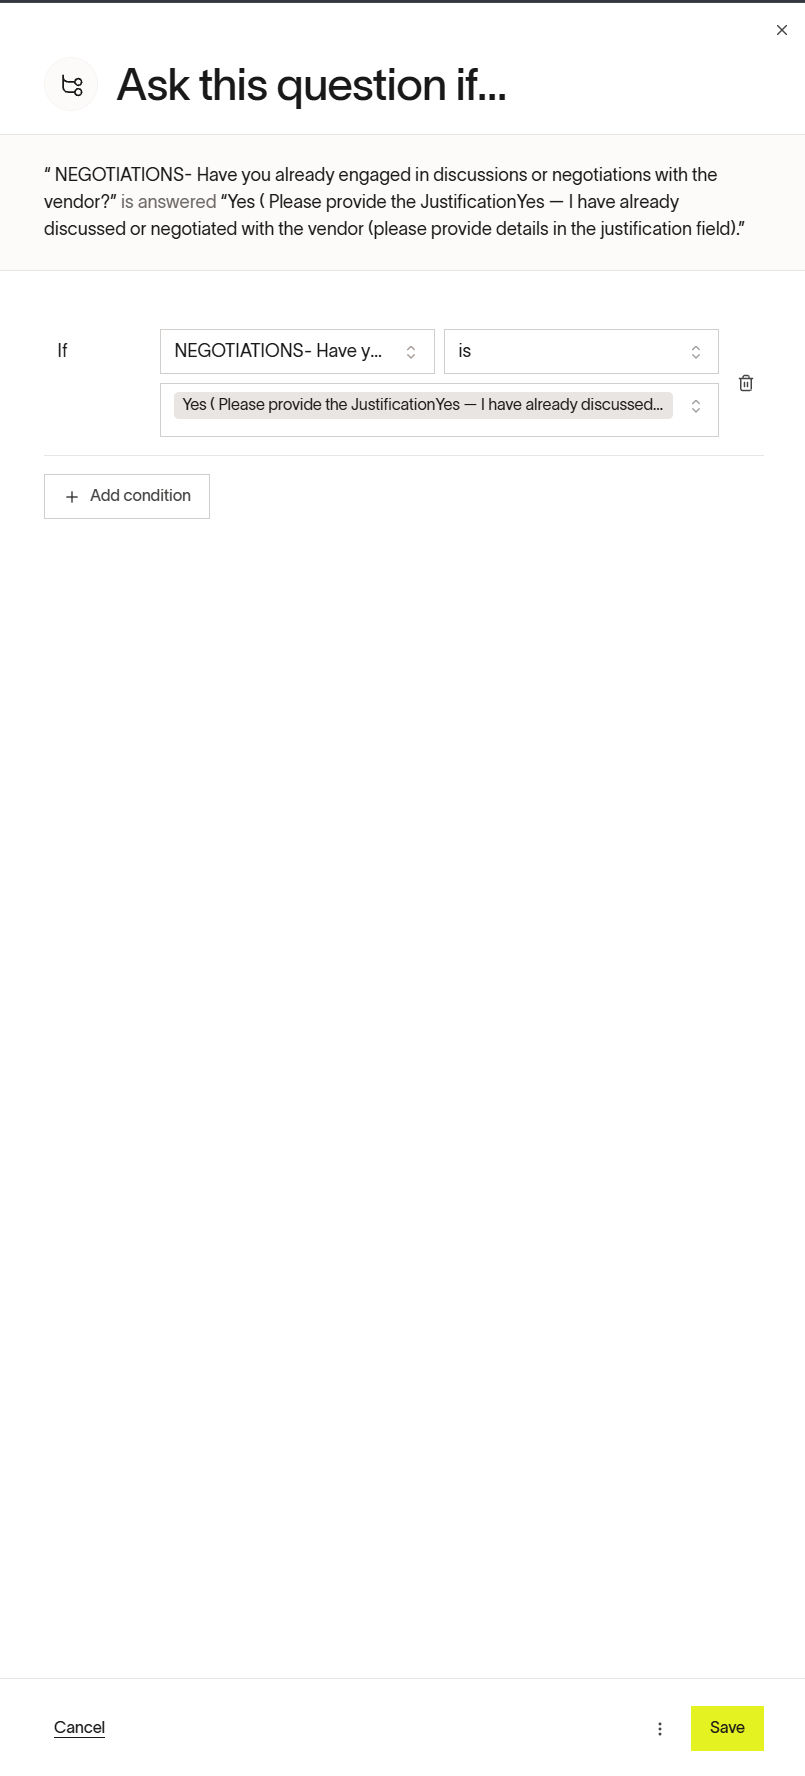 Ask this question if...
“ NEGOTIATIONS- Have you already engaged in discussions or negotiations with the
vendor?” is answered “Yes ( Please provide the JustificationYes — I have already
discussed or negotiated with the vendor (please provide details in the justification field).”
If
NEGOTIATIONS- Have y...
is
Yes ( Please provide the JustificationYes — I have already discussed...
Add condition
Cancel
Save